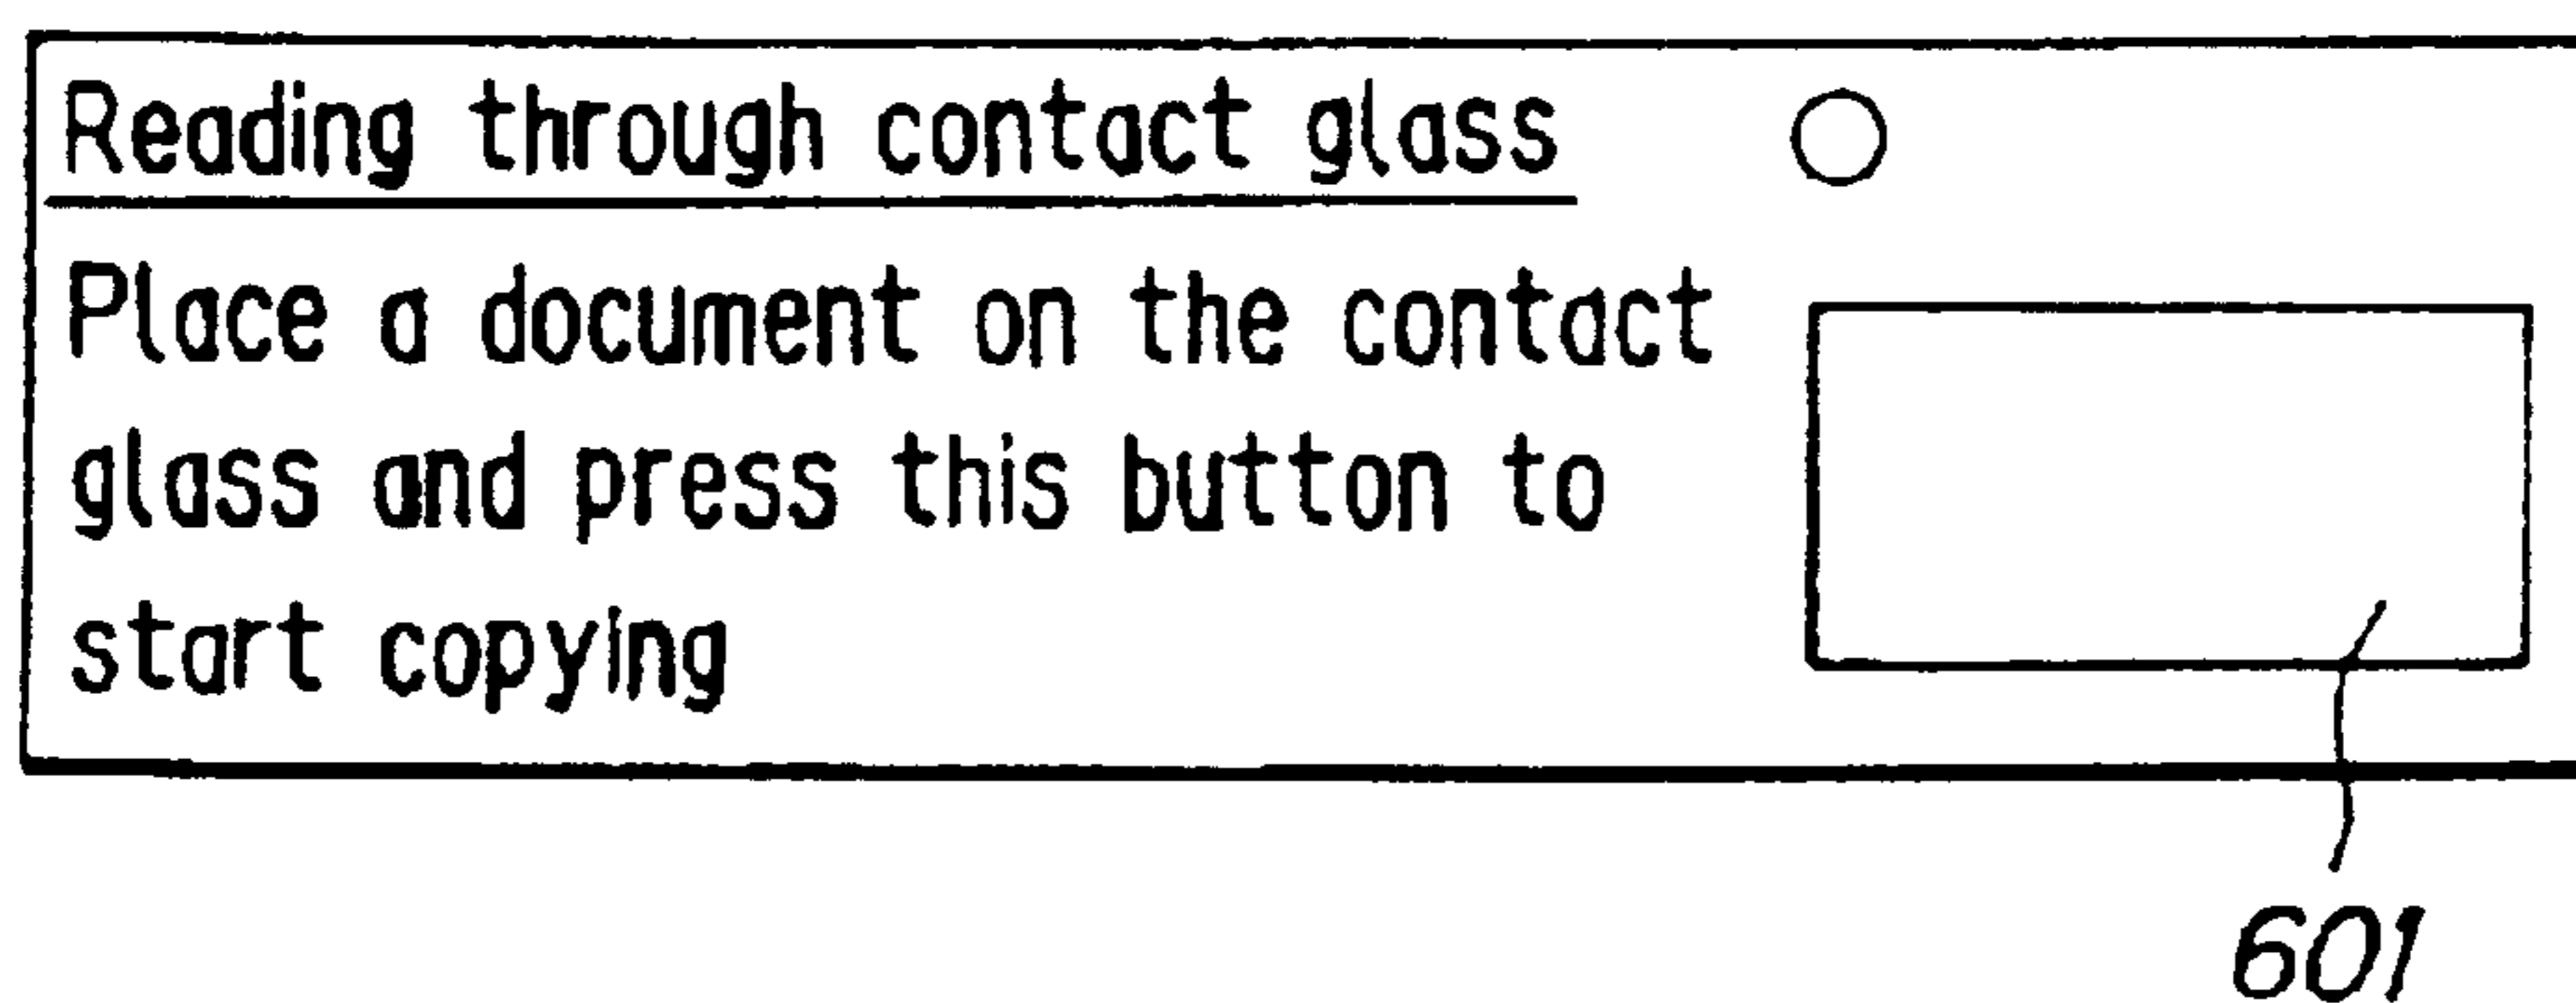 Reading through contact glass
Place a document on the contact
glass and press this button to
start copying
601